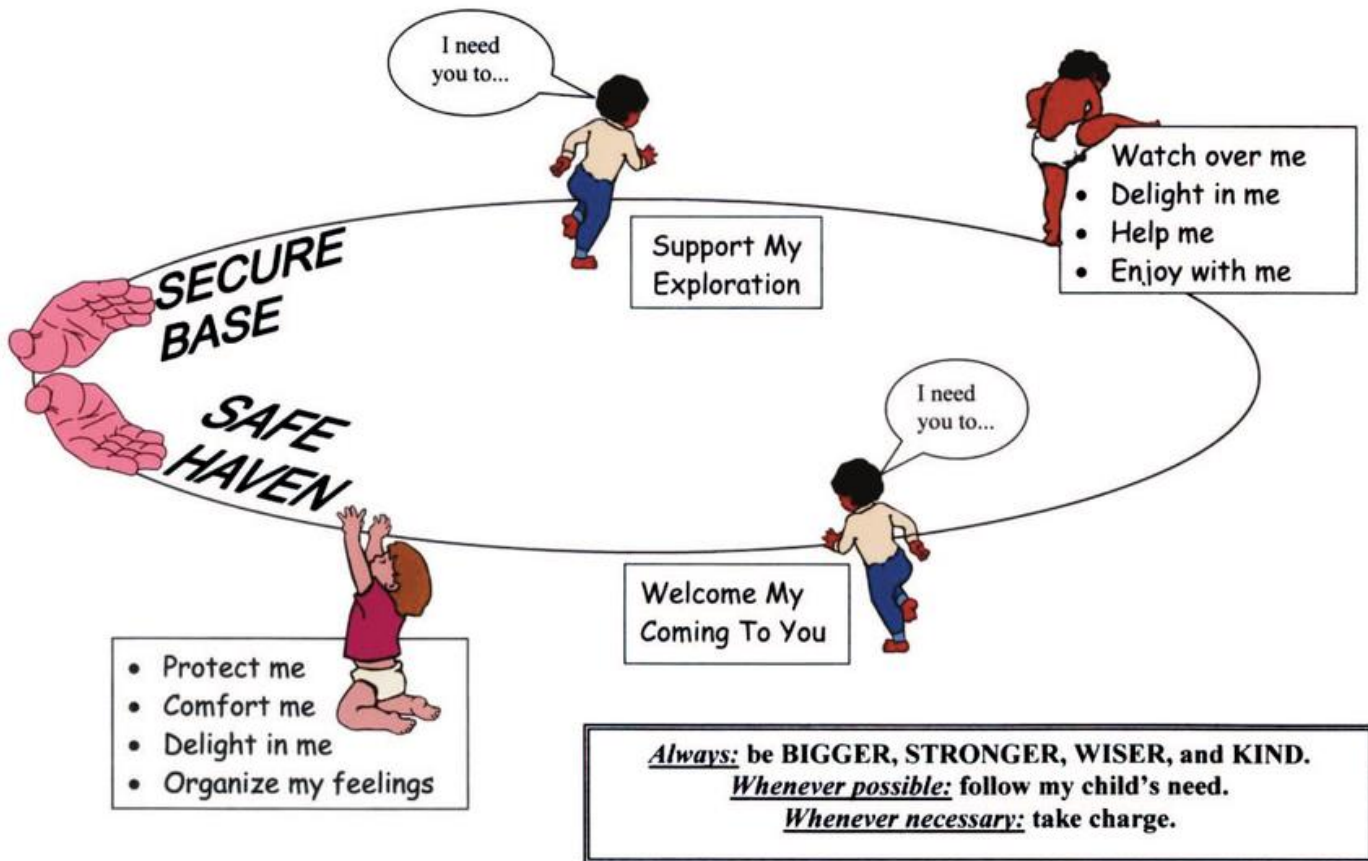 I need
you to...
Support My
Exploration
• Watch over me
• Delight in me
• Help me
• Enjoy with me
SECURE
BASE
SAFE
HAVEN
I need
you to...
Welcome My
Coming To You
• Protect me
• Comfort me
• Delight in me
• Organize my feelings
Always: be BIGGER, STRONGER, WISER, and KIND.
Whenever possible: follow my child's need.
Whenever necessary: take charge.